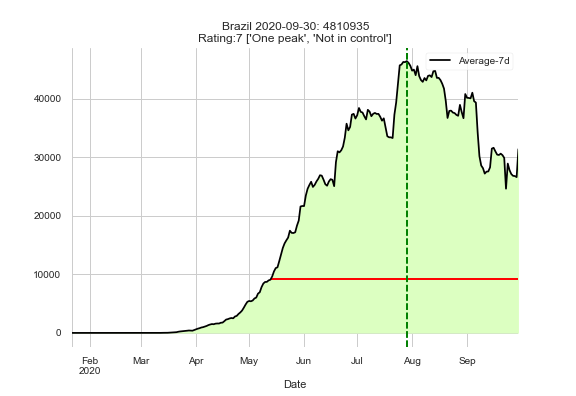 Brazil 2020-09-30: 4810935
Rating:7 ['One peak', 'Not in control']
Average-7d
40000
30000
20000
10000
0
Feb Mar Apr May Jun Jul Aug Sep
2020
Date